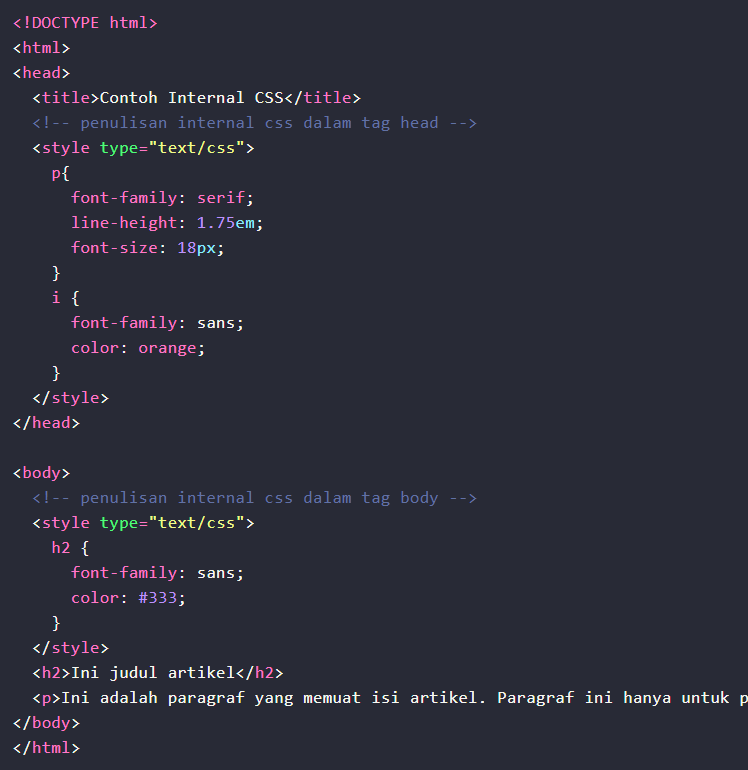 <!DOCTYPE html>
<html>
<head>
  <title>Contoh Internal CSS</title>
  <!-- penulisan internal css dalam tag head -->
  <style type="text/css">
    p{
      font-family: serif;
      line-height: 1.75em;
      font-size: 18px;
    }
    i {
      font-family: sans;
      color: orange;
    }
  </style>
</head>

<body>
  <!-- penulisan internal css dalam tag body -->
  <style type="text/css">
    h2 {
      font-family: sans;
      color: #333;
    }
  </style>
  <h2>Ini judul artikel</h2>
  <p>Ini adalah paragraf yang memuat isi artikel. Paragraf ini hanya untuk
</body>
</html>